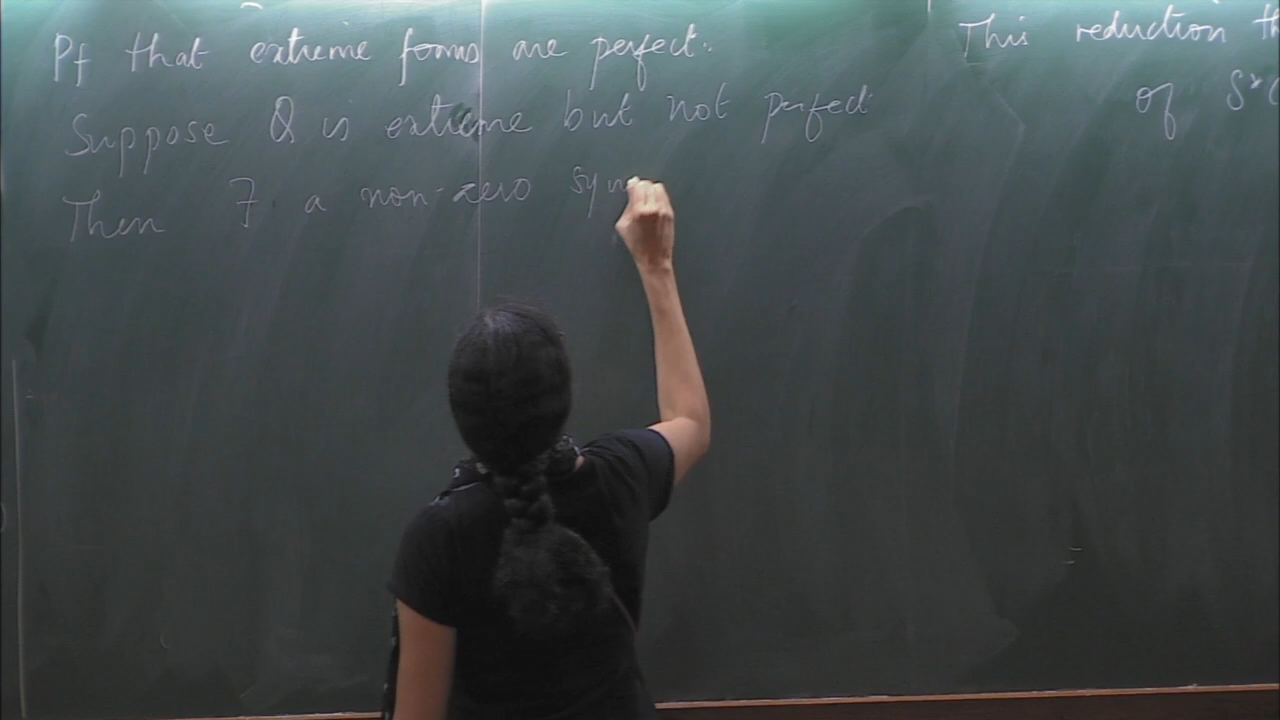 Pf that extreme forms are perfect:
Suppose Q is extreme but not perfect
Then ∃ a non-zero sym
This reduction th
of